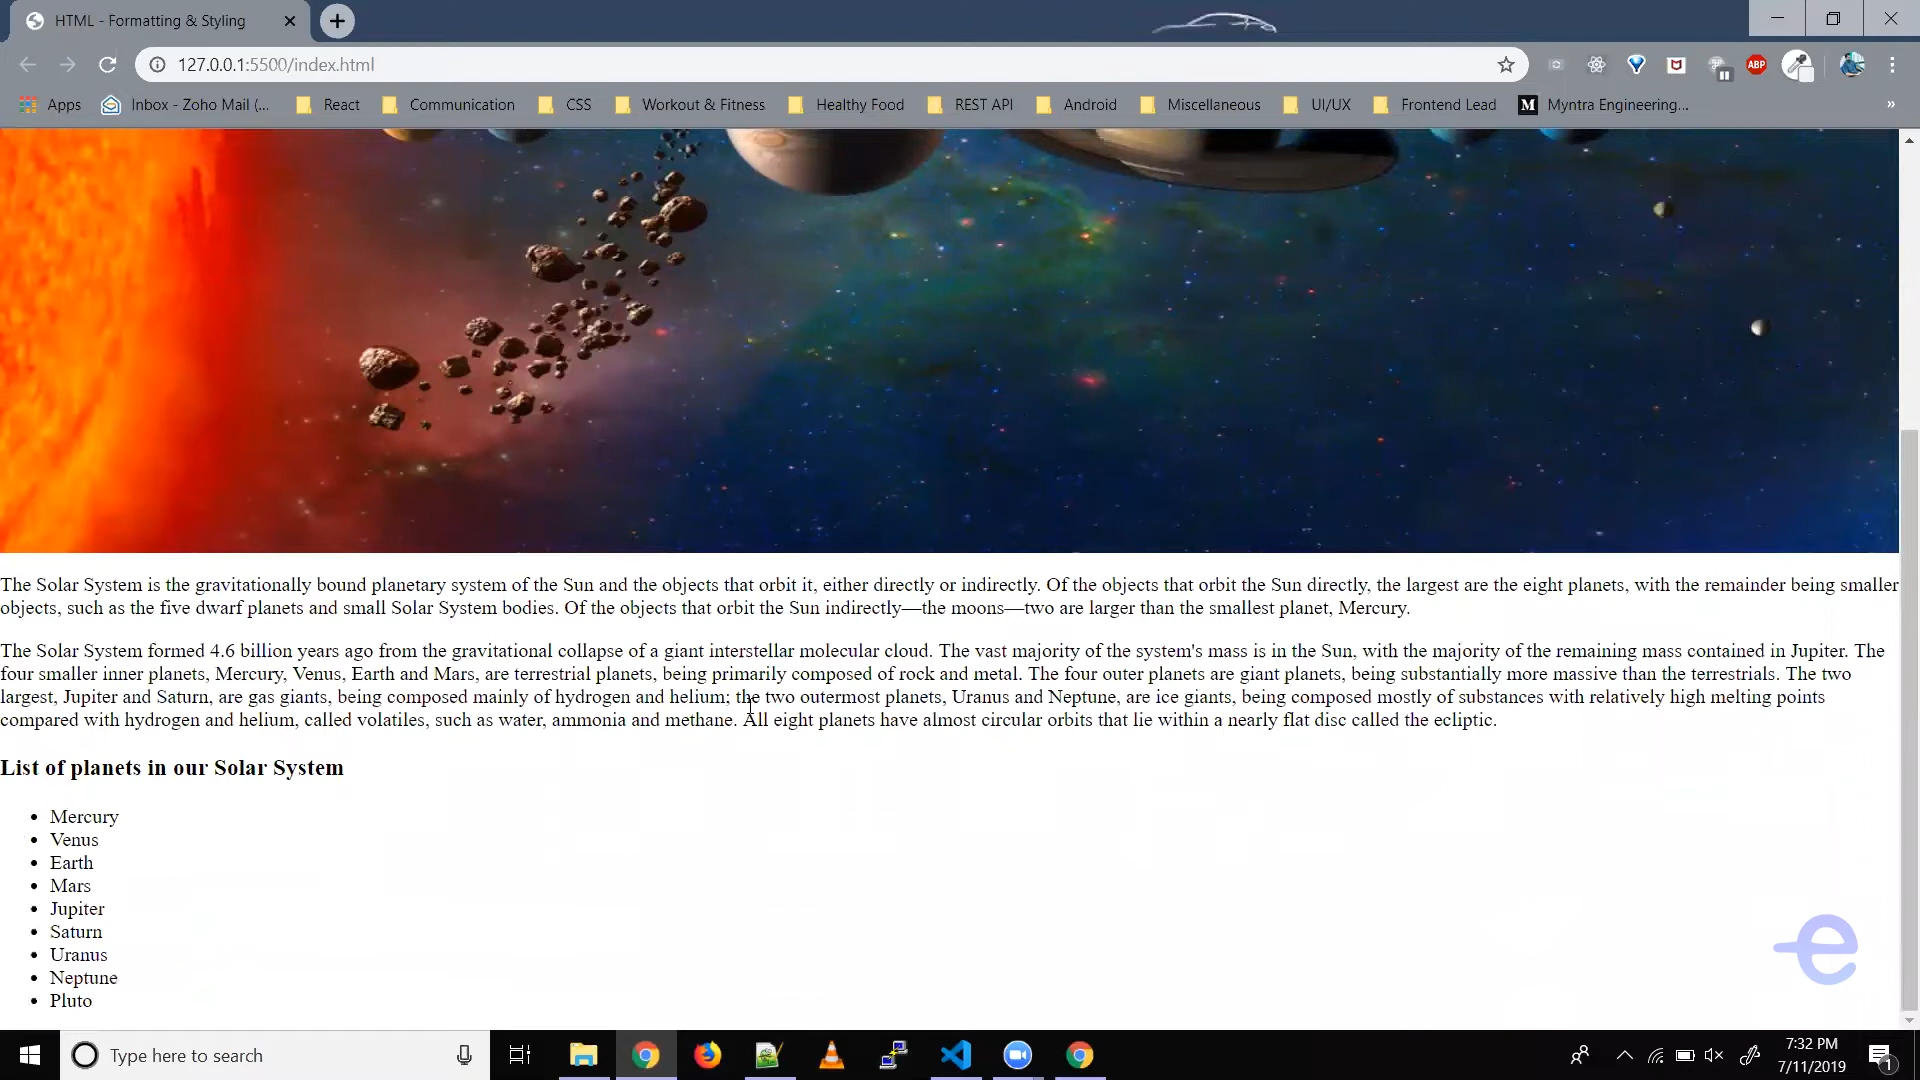 HTML - Formatting & Styling
127.0.0.1:5500/index.html
ABP
Apps Inbox - Zoho Mail (... React Communication CSS Workout & Fitness Healthy Food REST API Android Miscellaneous UI/UX Frontend Lead M Myntra Engineering... »
The Solar System is the gravitationally bound planetary system of the Sun and the objects that orbit it, either directly or indirectly. Of the objects that orbit the Sun directly, the largest are the eight planets, with the remainder being smaller
objects, such as the five dwarf planets and small Solar System bodies. Of the objects that orbit the Sun indirectly—the moons—two are larger than the smallest planet, Mercury.
The Solar System formed 4.6 billion years ago from the gravitational collapse of a giant interstellar molecular cloud. The vast majority of the system's mass is in the Sun, with the majority of the remaining mass contained in Jupiter. The
four smaller inner planets, Mercury, Venus, Earth and Mars, are terrestrial planets, being primarily composed of rock and metal. The four outer planets are giant planets, being substantially more massive than the terrestrials. The two
largest, Jupiter and Saturn, are gas giants, being composed mainly of hydrogen and helium; the two outermost planets, Uranus and Neptune, are ice giants, being composed mostly of substances with relatively high melting points
compared with hydrogen and helium, called volatiles, such as water, ammonia and methane. All eight planets have almost circular orbits that lie within a nearly flat disc called the ecliptic.
List of planets in our Solar System
• Mercury
• Venus
• Earth
• Mars
• Jupiter
• Saturn
• Uranus
• Neptune
• Pluto
e
Type here to search
7:32 PM
7/11/2019
1